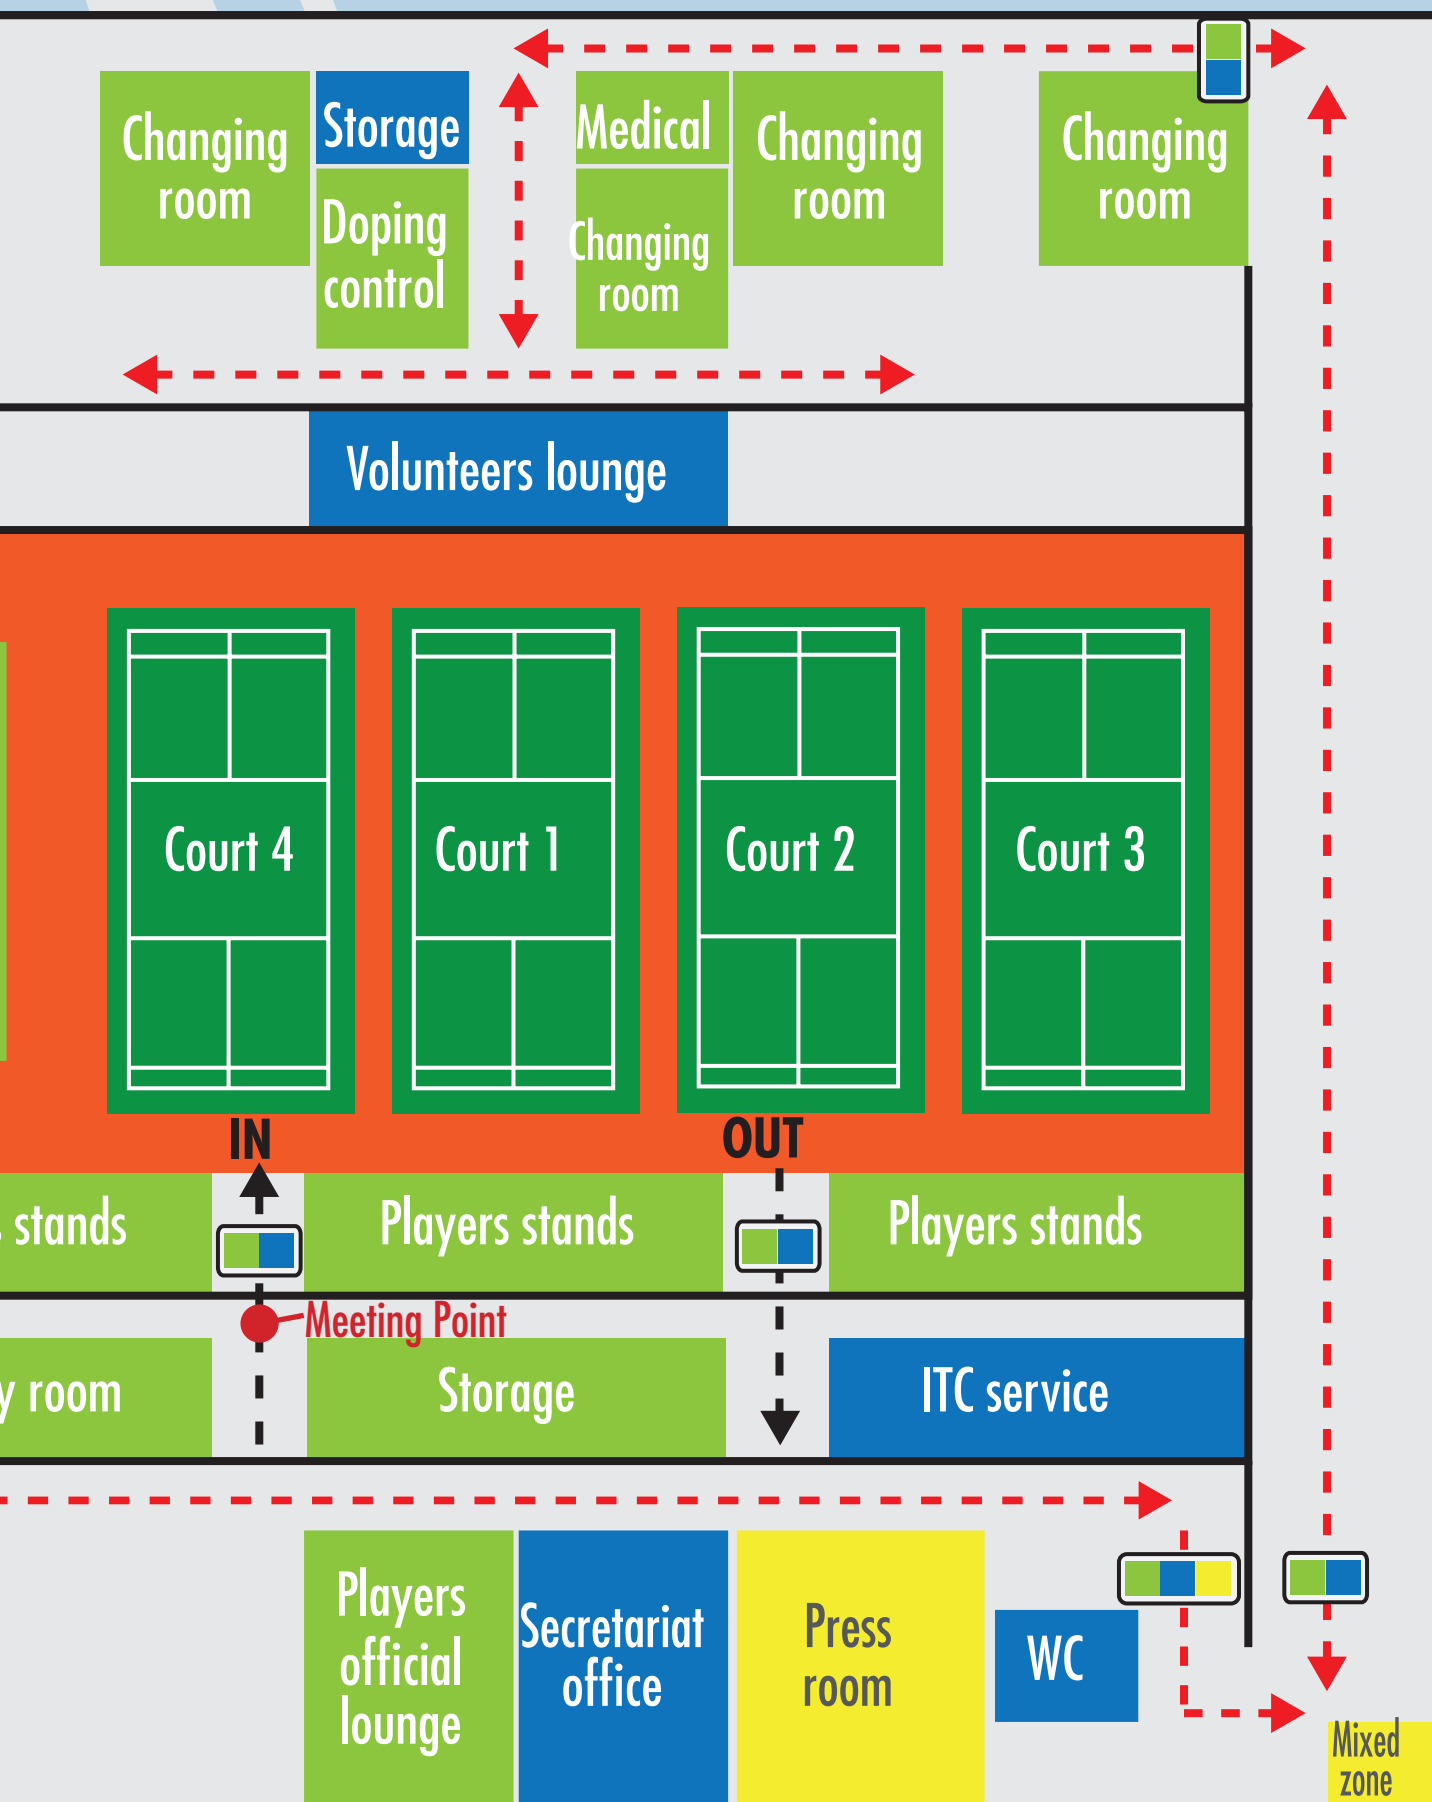 Changing
room
Storage
Doping
control
Medical
Changing
room
Changing
room
Changing
room
Volunteers lounge
Court 4
Court 1
Court 2
Court 3
IN
OUT
stands
Players stands
Players stands
Meeting Point
room
Storage
ITC service
Players
official
lounge
Secretariat
office
Press
room
WC
Mixed
zone